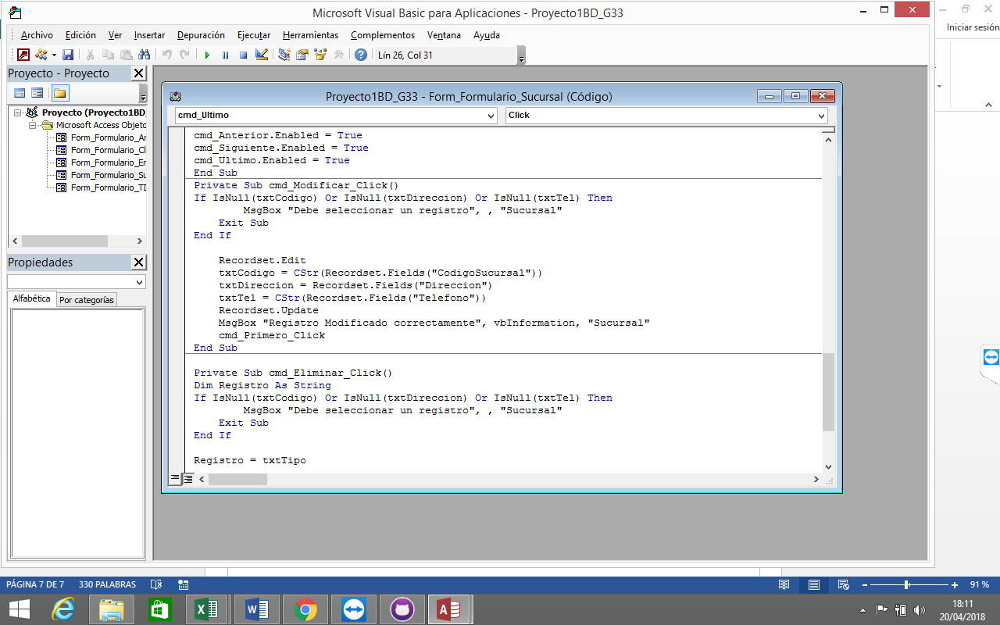 Microsoft Visual Basic para Aplicaciones - Proyecto1BD_G33
Iniciar sesión
Archivo Edición Ver Insertar Depuración Ejecutar Herramientas Complementos Ventana Ayuda
Lín 26, Col 31
Proyecto - Proyecto
Proyecto (Proyecto1BD_
Microsoft Access Objeto
Form_Formulario_Ar
Form_Formulario_Cl
Form_Formulario_Er
Form_Formulario_Su
Form_Formulario_TI
Propiedades
Alfabética Por categorías
Proyecto1BD_G33 - Form_Formulario_Sucursal (Código)
cmd_Ultimo Click
cmd_Anterior.Enabled = True
cmd_Siguiente.Enabled = True
cmd_Ultimo.Enabled = True
End Sub
Private Sub cmd_Modificar_Click()
If IsNull(txtCodigo) Or IsNull(txtDireccion) Or IsNull(txtTel) Then
MsgBox "Debe seleccionar un registro", , "Sucursal"
Exit Sub
End If
Recordset.Edit
txtCodigo = CStr(Recordset.Fields("CodigoSucursal"))
txtDireccion = Recordset.Fields("Direccion")
txtTel = CStr(Recordset.Fields("Telefono"))
Recordset.Update
MsgBox "Registro Modificado correctamente", vbInformation, "Sucursal"
cmd_Primero_Click
End Sub
Private Sub cmd_Eliminar_Click()
Dim Registro As String
If IsNull(txtCodigo) Or IsNull(txtDireccion) Or IsNull(txtTel) Then
MsgBox "Debe seleccionar un registro", , "Sucursal"
Exit Sub
End If
Registro = txtTipo
PÁGINA 7 DE 7 330 PALABRAS 91 %
18:11
20/04/2018